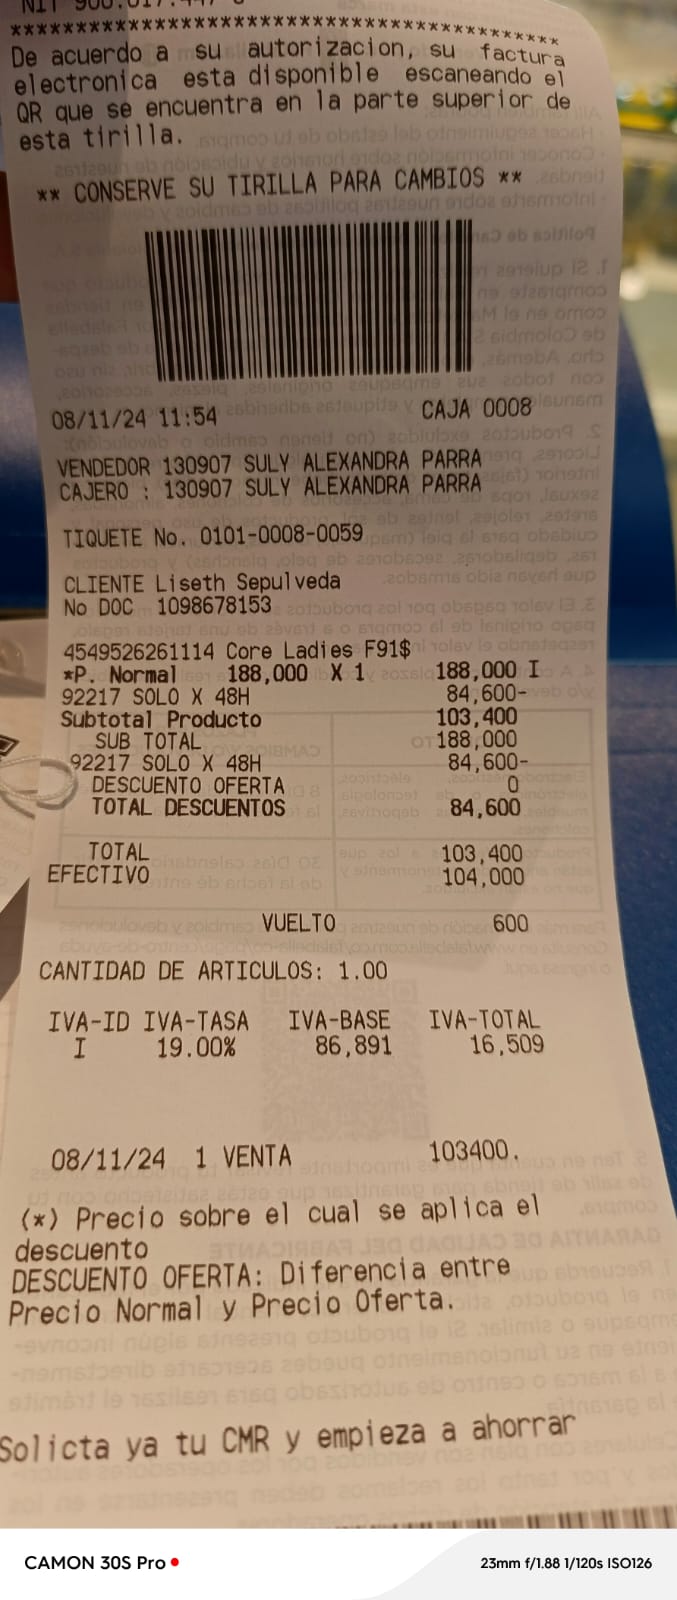 NIT 900.017.447-8
********************************************
De acuerdo a su autorizacion, su factura
electronica esta disponible escaneando el
QR que se encuentra en la parte superior de
esta tirilla.
** CONSERVE SU TIRILLA PARA CAMBIOS **
08/11/24 11:54 CAJA 0008
VENDEDOR 130907 SULY ALEXANDRA PARRA
CAJERO : 130907 SULY ALEXANDRA PARRA
TIQUETE No. 0101-0008-0059
CLIENTE Liseth Sepulveda
No DOC 1098678153
4549526261114 Core Ladies F91$
*P. Normal 188,000 X 1 188,000 I
92217 SOLO X 48H 84,600-
Subtotal Producto 103,400
SUB TOTAL 188,000
92217 SOLO X 48H 84,600-
DESCUENTO OFERTA 0
TOTAL DESCUENTOS 84,600
TOTAL 103,400
EFECTIVO 104,000
VUELTO 600
CANTIDAD DE ARTICULOS: 1.00
IVA-ID IVA-TASA IVA-BASE IVA-TOTAL
I 19.00% 86,891 16,509
08/11/24 1 VENTA 103400.
(*) Precio sobre el cual se aplica el
descuento
DESCUENTO OFERTA: Diferencia entre
Precio Normal y Precio Oferta.
Solicta ya tu CMR y empieza a ahorrar
CAMON 30S Pro 23mm f/1.88 1/120s ISO126